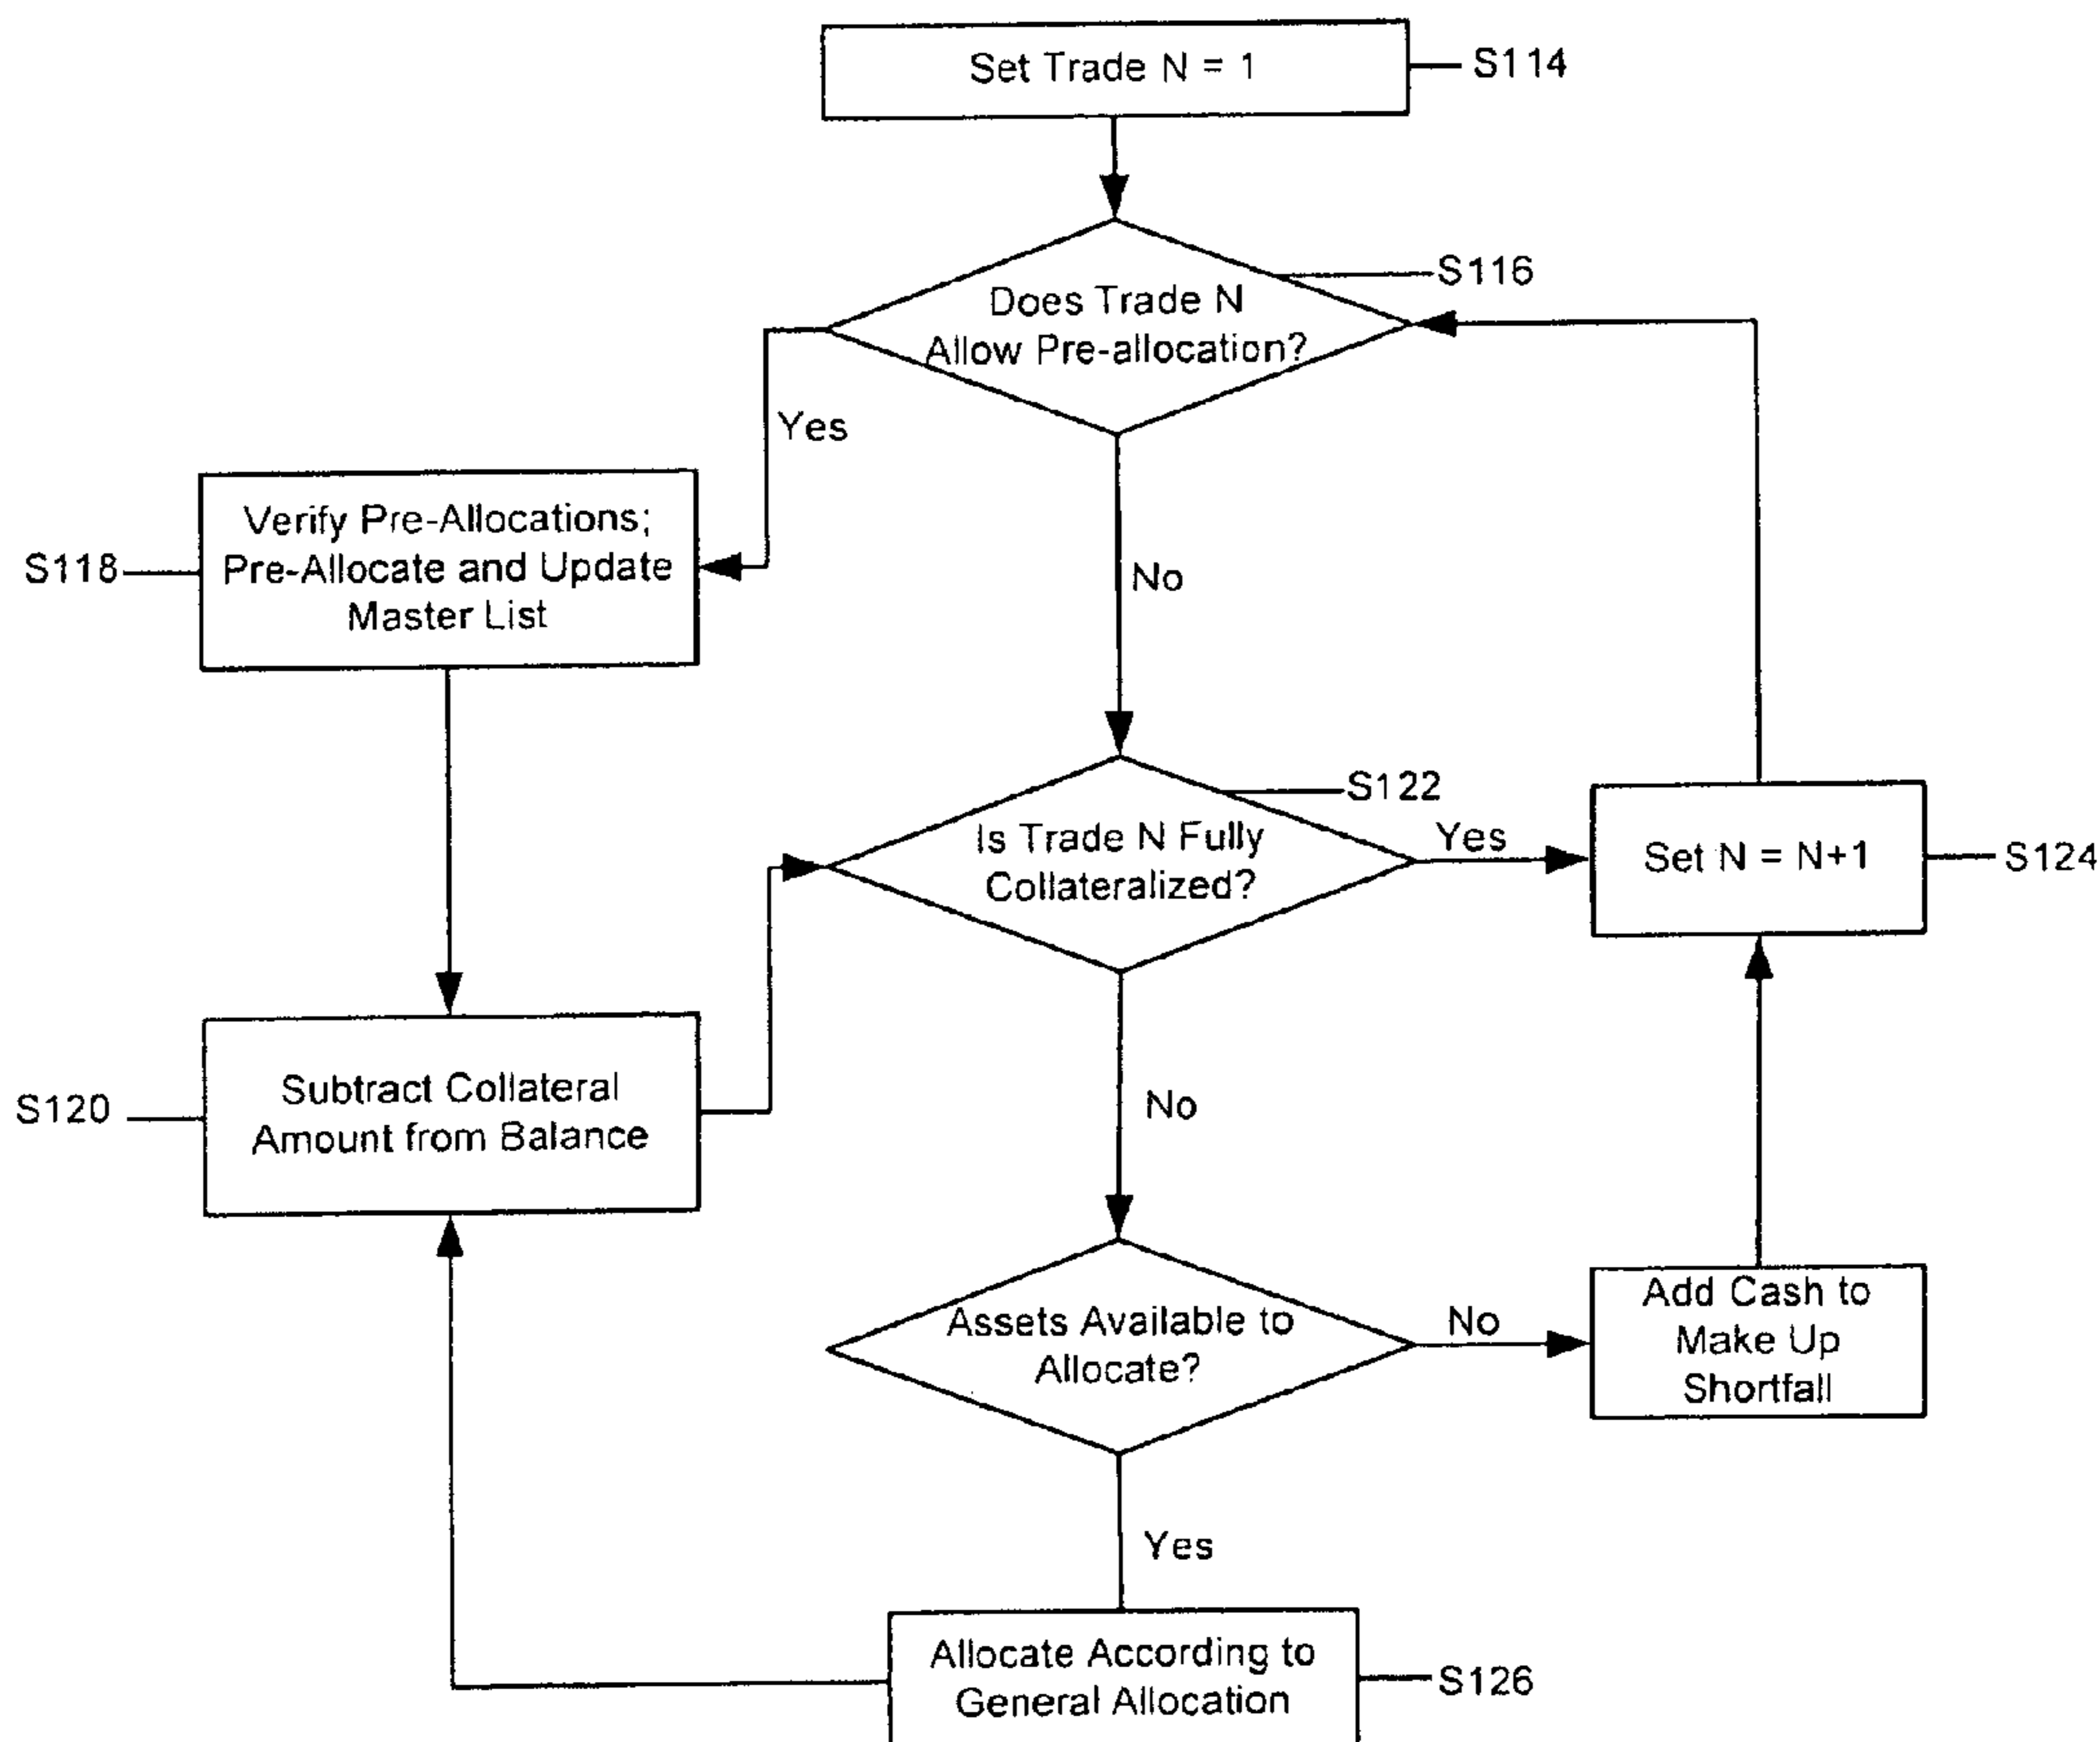 Set Trade N = 1
S114
S116
Does Trade N
Allow Pre-allocation?
Yes
Verify Pre-Allocations;
Pre-Allocate and Update
Master List
S118
No
S122
Is Trade N Fully
Collateralized?
Yes
Set N = N+1
S124
Subtract Collateral
Amount from Balance
S120
No
Assets Available to
Allocate?
No
Add Cash to
Make Up
Shortfall
Yes
Allocate According to
General Allocation
S126